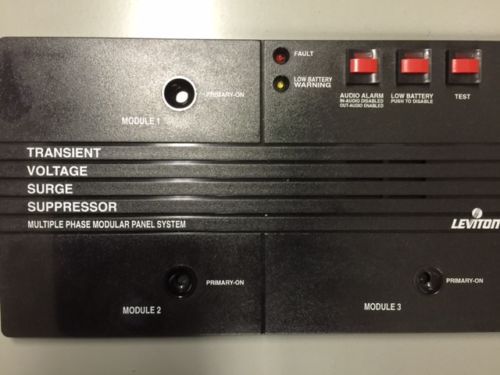 FAULT
LOW BATTERY
WARNING
AUDIO ALARM
IN-AUDIO DISABLED
OUT-AUDIO ENABLED
LOW BATTERY
PUSH TO DISABLE
TEST
PRIMARY-ON
MODULE 1
TRANSIENT
VOLTAGE
SURGE
SUPPRESSOR
MULTIPLE PHASE MODULAR PANEL SYSTEM
LEVITON
PRIMARY-ON
MODULE 2
PRIMARY-ON
MODULE 3